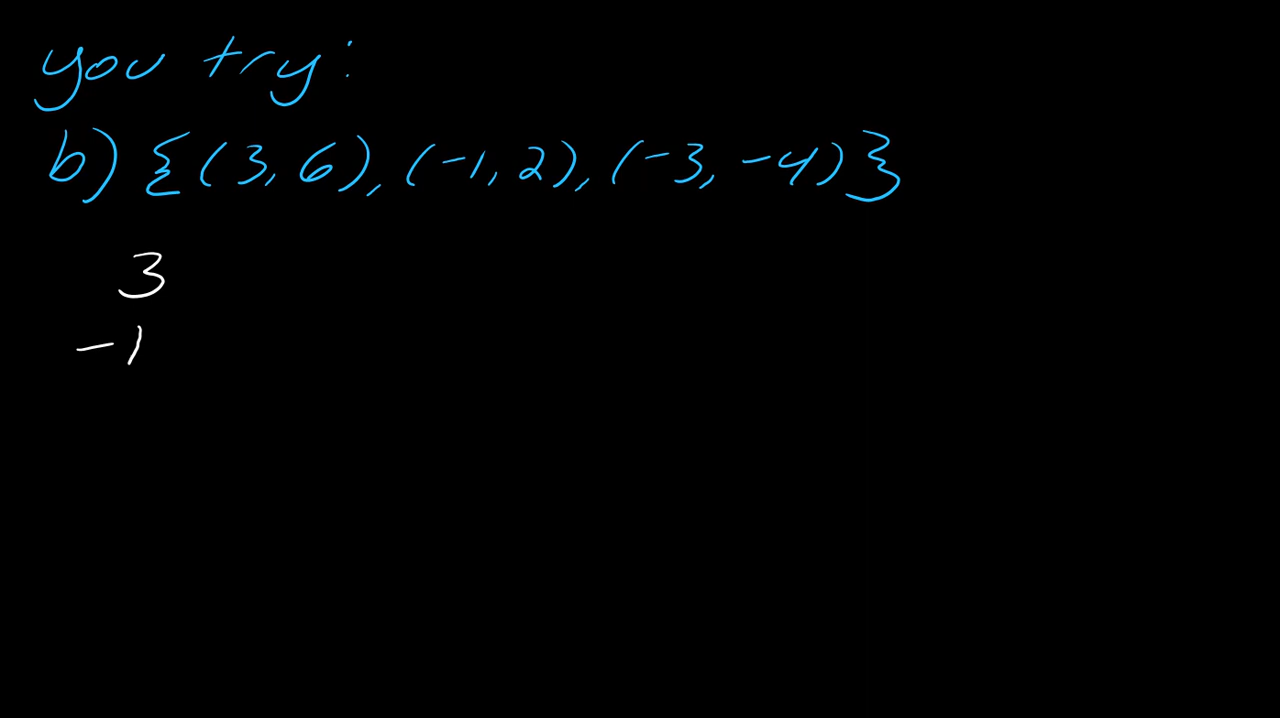 you try:
b) {(3, 6), (-1, 2), (-3, -4)}
3
-1